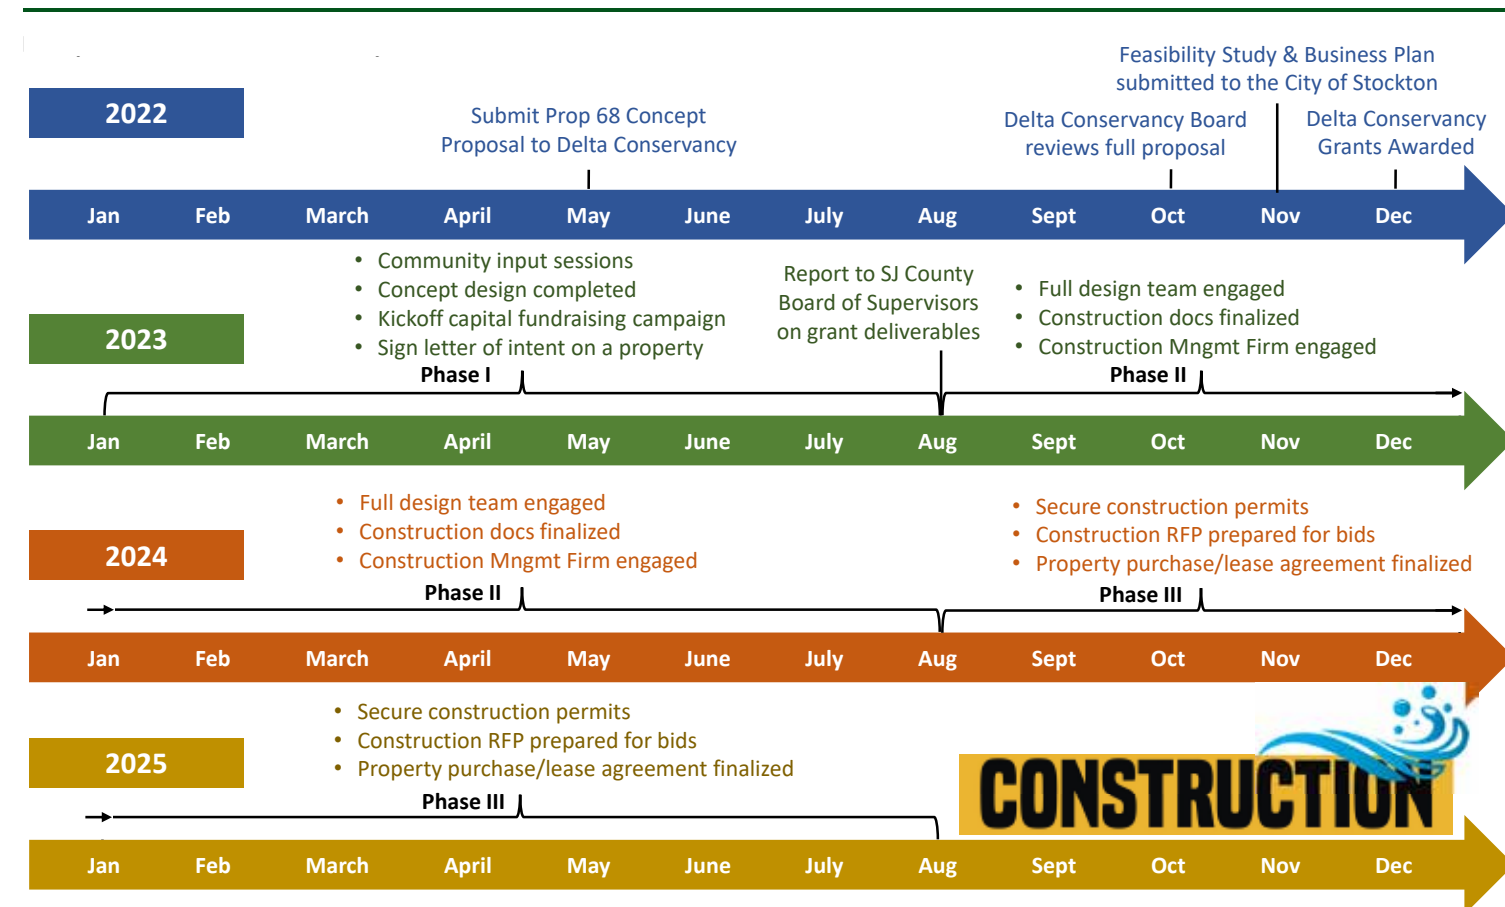 Feasibility Study & Business Plan
submitted to the City of Stockton
2022
Submit Prop 68 Concept
Proposal to Delta Conservancy
Delta Conservancy Board
reviews full proposal
Delta Conservancy
Grants Awarded
Jan Feb March April May June July Aug Sept Oct Nov Dec
• Community input sessions
• Concept design completed
• Kickoff capital fundraising campaign
• Sign letter of intent on a property
Report to SJ County
Board of Supervisors
on grant deliverables
• Full design team engaged
• Construction docs finalized
• Construction Mngmt Firm engaged
2023
Phase I
Phase II
Jan Feb March April May June July Aug Sept Oct Nov Dec
• Full design team engaged
• Construction docs finalized
• Construction Mngmt Firm engaged
• Secure construction permits
• Construction RFP prepared for bids
• Property purchase/lease agreement finalized
2024
Phase II
Phase III
Jan Feb March April May June July Aug Sept Oct Nov Dec
• Secure construction permits
• Construction RFP prepared for bids
• Property purchase/lease agreement finalized
2025
Phase III
CONSTRUCTION
Jan Feb March April May June July Aug Sept Oct Nov Dec